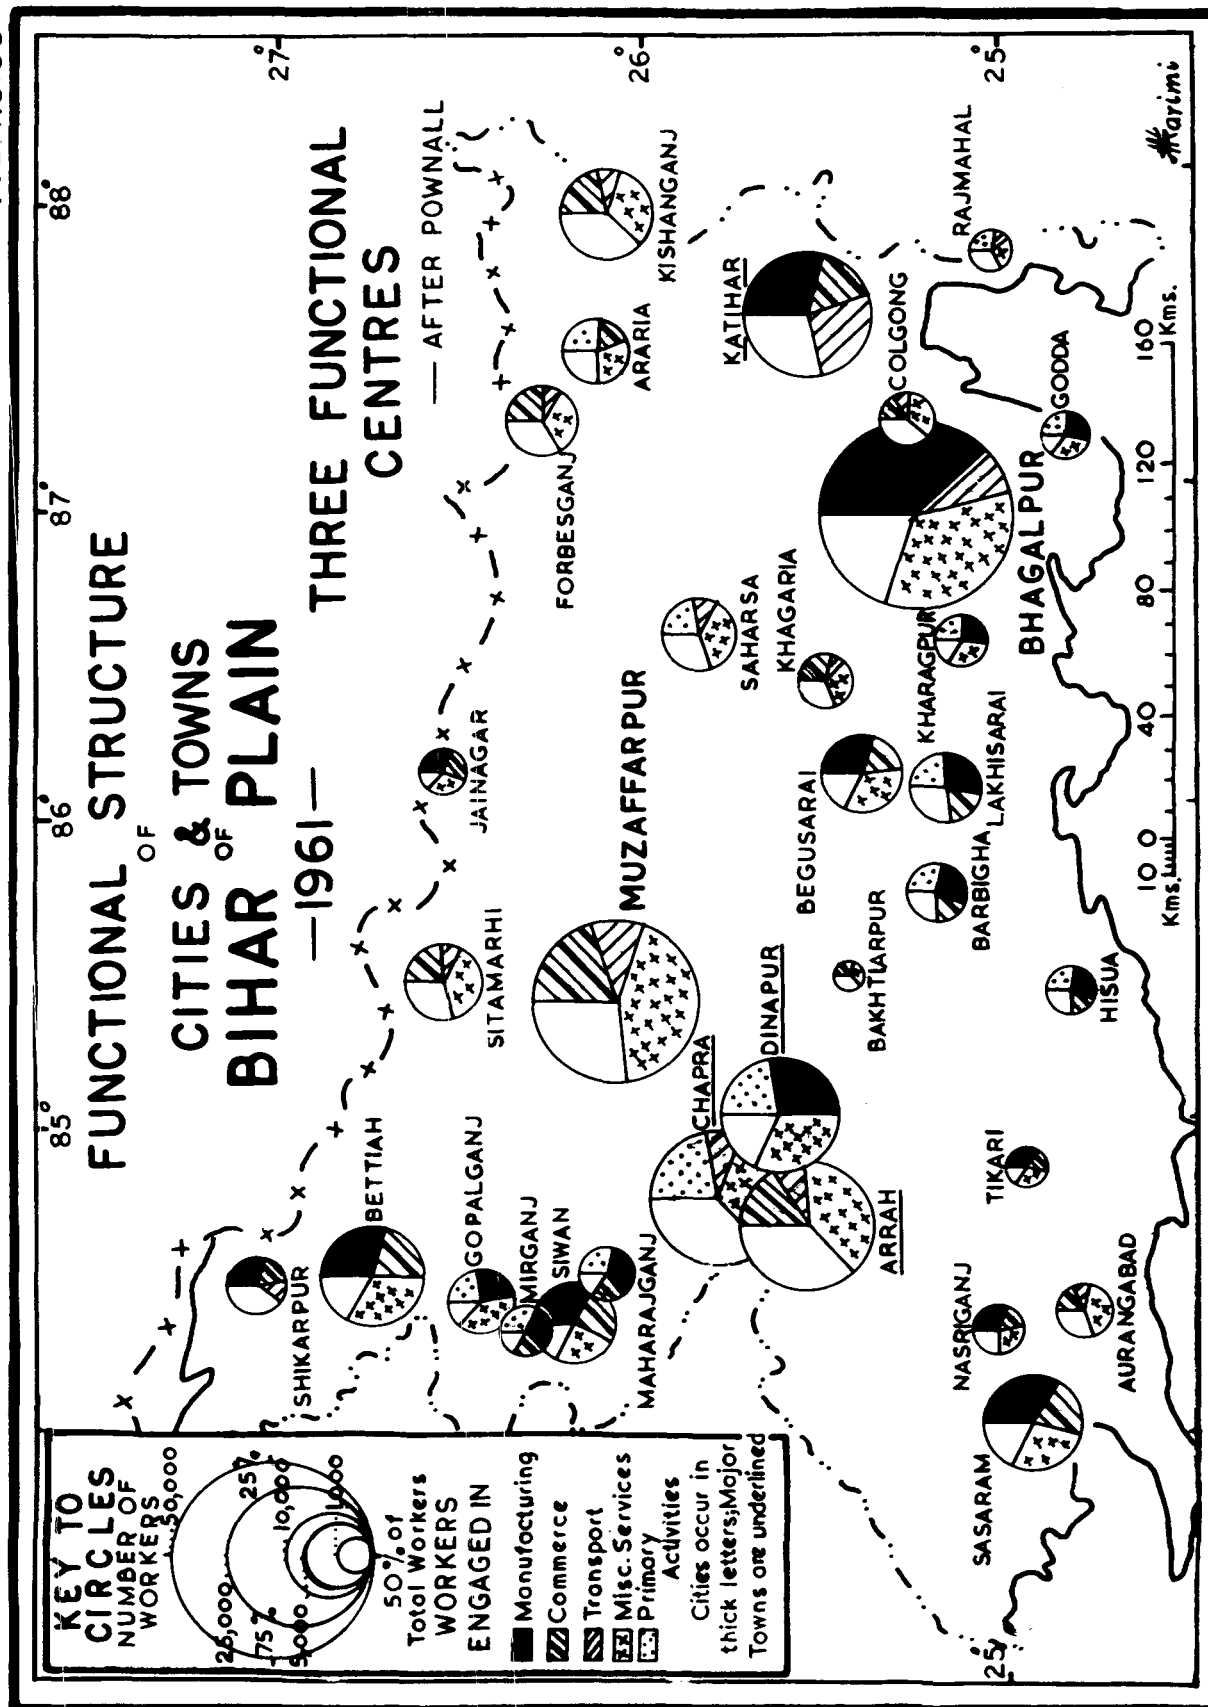 FUNCTIONAL STRUCTURE
OF
CITIES & TOWNS
OF
BIHAR PLAIN
—1961—
THREE FUNCTIONAL
CENTRES
— AFTER POWNALL
85°
86°
87°
88°
27°
26°
25°
25°
SHIKARPUR
BETTIAH
GOPALGANJ
MIRGANJ
SIWAN
MAHARAJGANJ
SITAMARHI
JAINAGAR
MUZAFFARPUR
FORBESGANJ
ARARIA
KISHANGANJ
SAHARSA
KHAGARIA
KATIHAR
COLGONG
RAJMAHAL
GODDA
BHAGALPUR
KHARAGPUR
BEGUSARAI
LAKHISARAI
BARBIGHA
BAKHTIARPUR
HISUA
CHAPRA
DINAPUR
ARRAH
TIKARI
NASRIGANJ
AURANGABAD
SASARAM
KEY TO
CIRCLES
NUMBER OF
WORKERS
50,000
25%
25,000
10,000
75%
5,000
1,000
50% of
Total Workers
WORKERS
ENGAGED IN
Manufacturing
Commerce
Transport
Misc. Services
Primary
Activities
Cities occur in
thick letters;Major
Towns are underlined
10 0 40 80 120 160
Kms. Kms.
Karimi